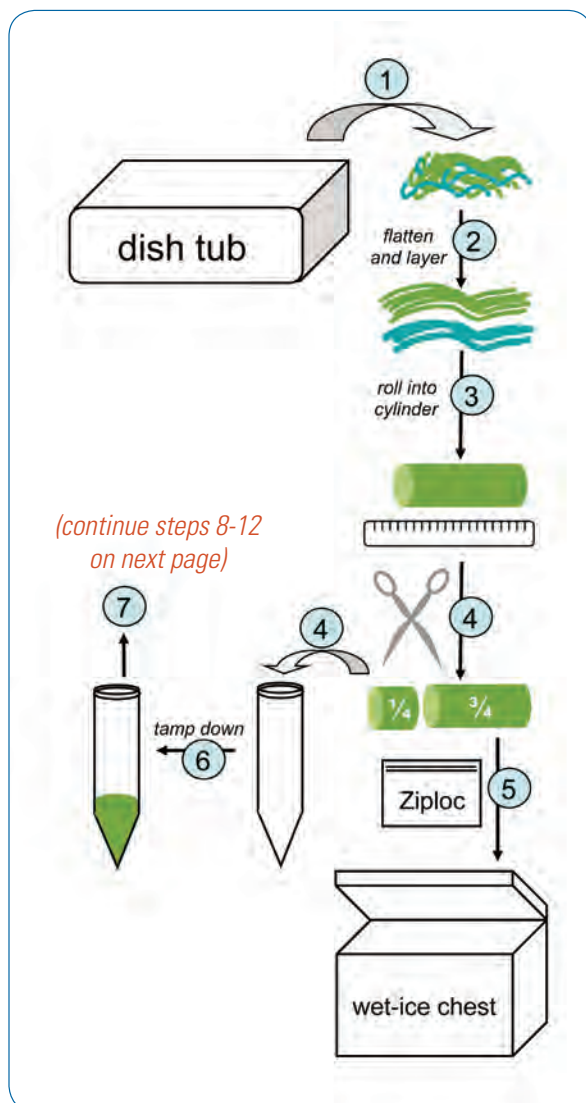 1
dish tub
flatten
and layer
2
roll into
cylinder
3
(continue steps 8-12
on next page)
7
4
4
¼
¾
tamp down
6
Ziploc
5
wet-ice chest